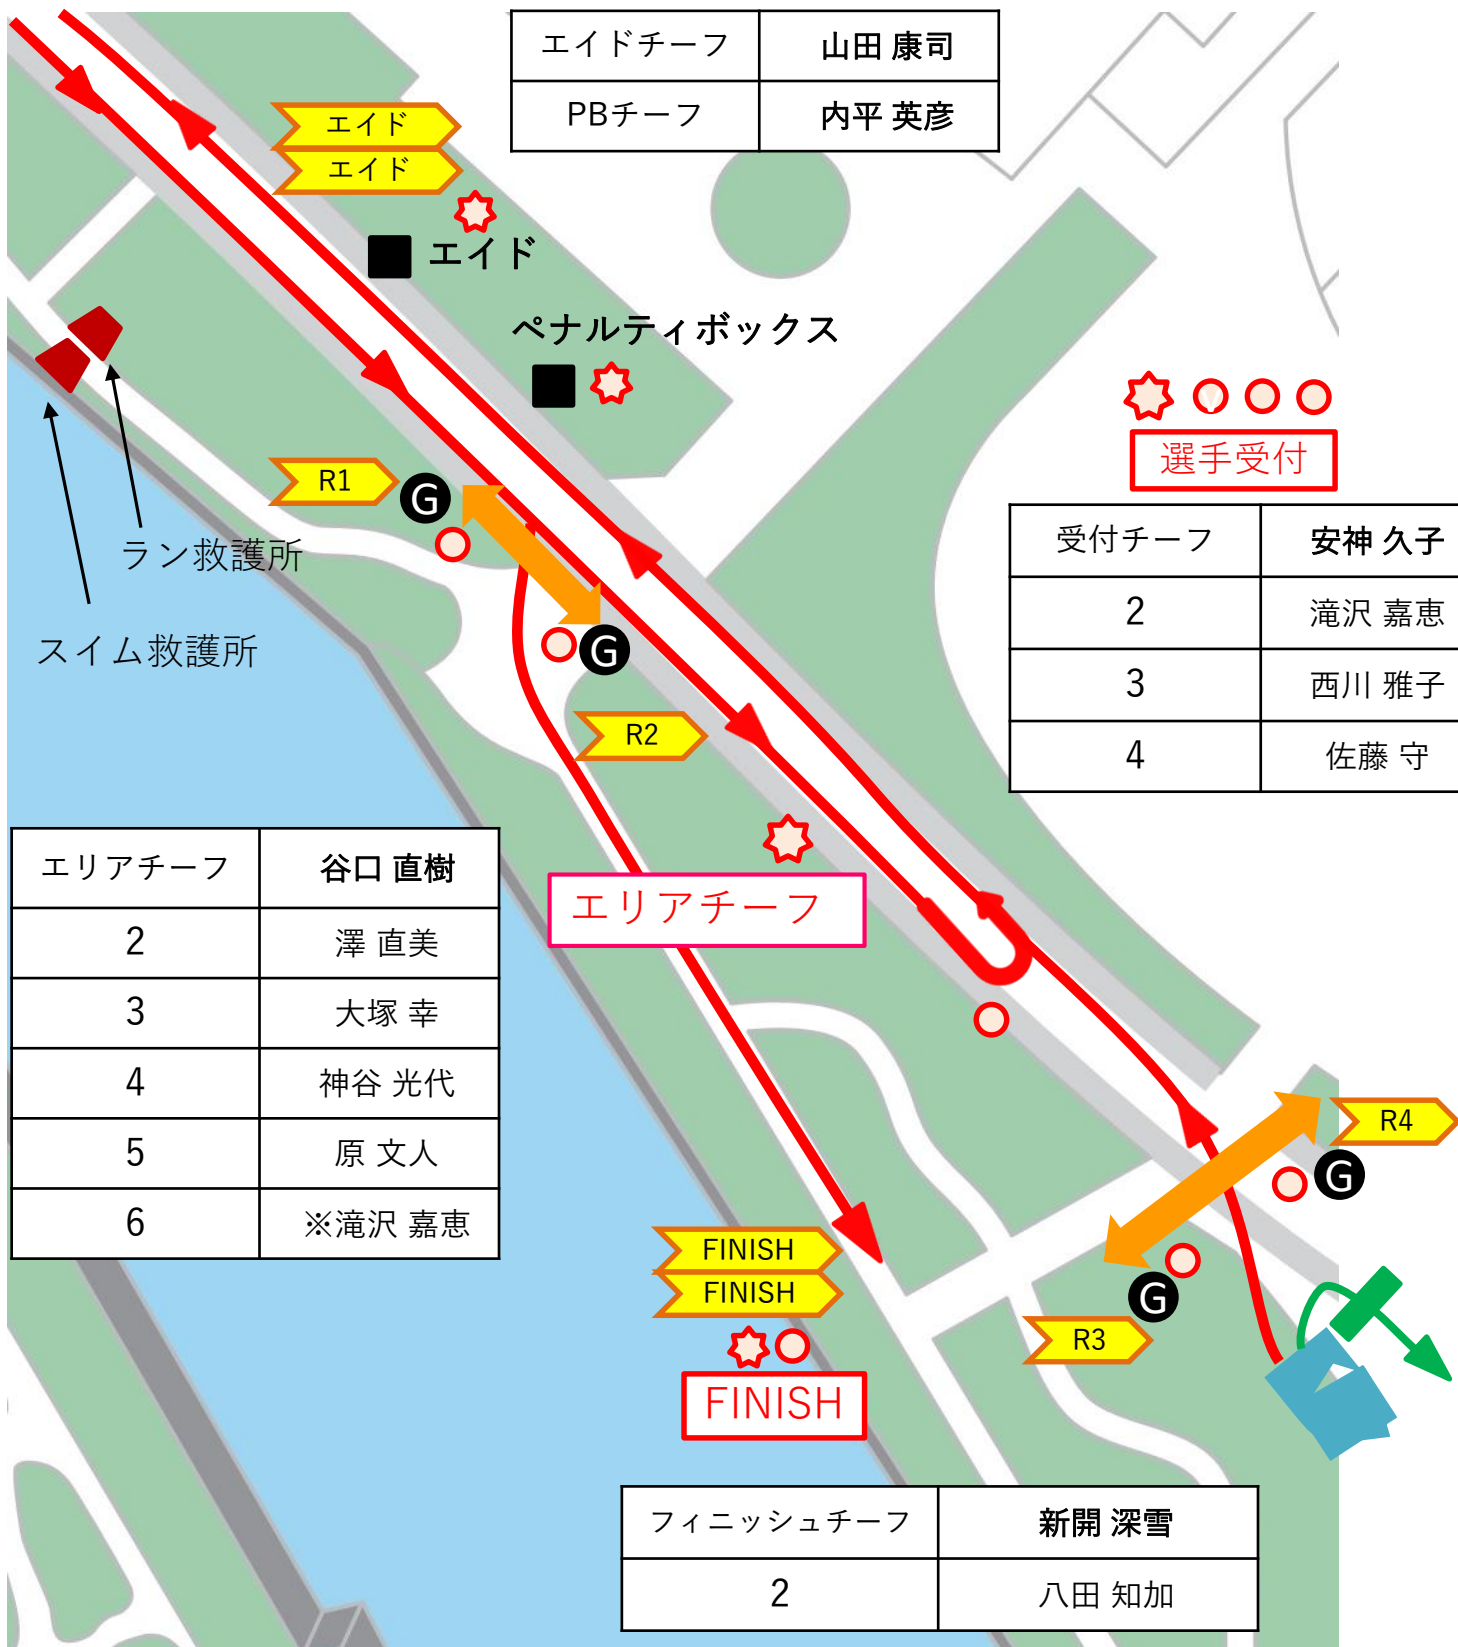 エイドチーフ 山田 康司
PBチーフ 内平 英彦
エイド
エイド
エイド
ペナルティボックス
V
選手受付
R1
G
ラン救護所
スイム救護所
G
R2
受付チーフ 安神 久子
2 滝沢 嘉恵
3 西川 雅子
4 佐藤 守
エリアチーフ 谷口 直樹
2 澤 直美
3 大塚 幸
4 神谷 光代
5 原 文人
6 ※滝沢 嘉恵
エリアチーフ
R4
G
FINISH
FINISH
G
R3
FINISH
フィニッシュチーフ 新開 深雪
2 八田 知加